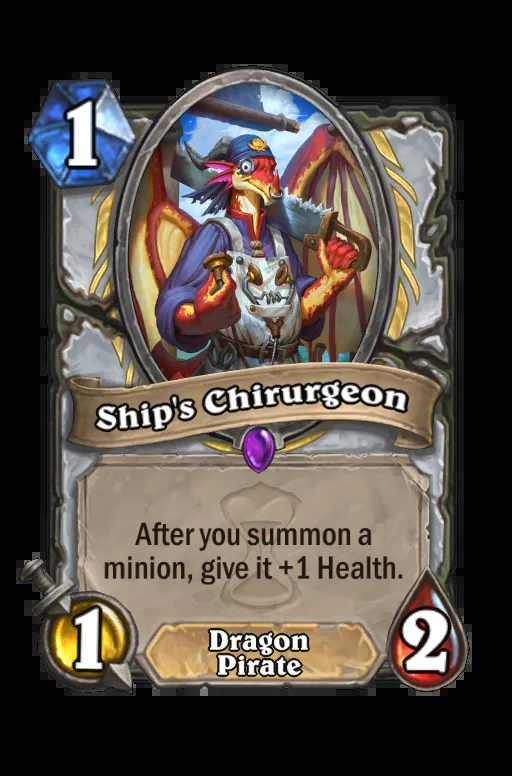 1
Ship's Chirurgeon
After you summon a
minion, give it +1 Health.
1
Dragon
Pirate
2